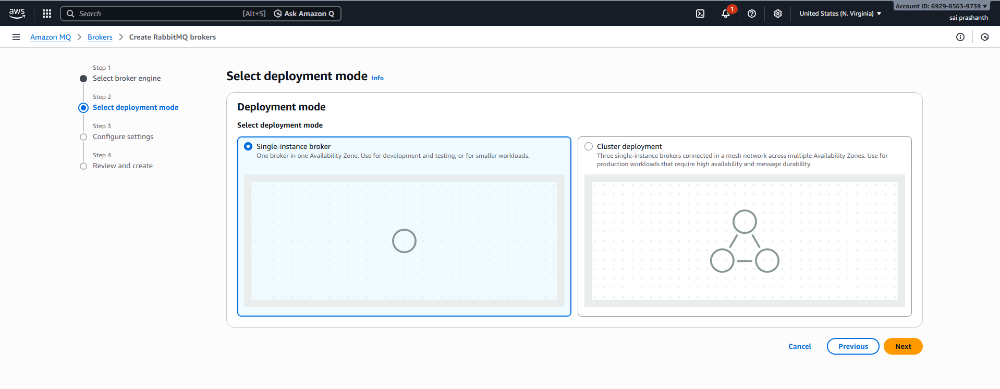 aws
Search [Alt+S] Ask Amazon Q
1
United States (N. Virginia)
Account ID: 6929-8563-9739
sai prashanth
Amazon MQ Brokers Create RabbitMQ brokers
Step 1
Select broker engine
Step 2
Select deployment mode
Step 3
Configure settings
Step 4
Review and create
Select deployment mode Info
Deployment mode
Select deployment mode
Single-instance broker
One broker in one Availability Zone. Use for development and testing, or for smaller workloads.
Cluster deployment
Three single-instance brokers connected in a mesh network across multiple Availability Zones. Use for
production workloads that require high availability and message durability.
Cancel Previous Next